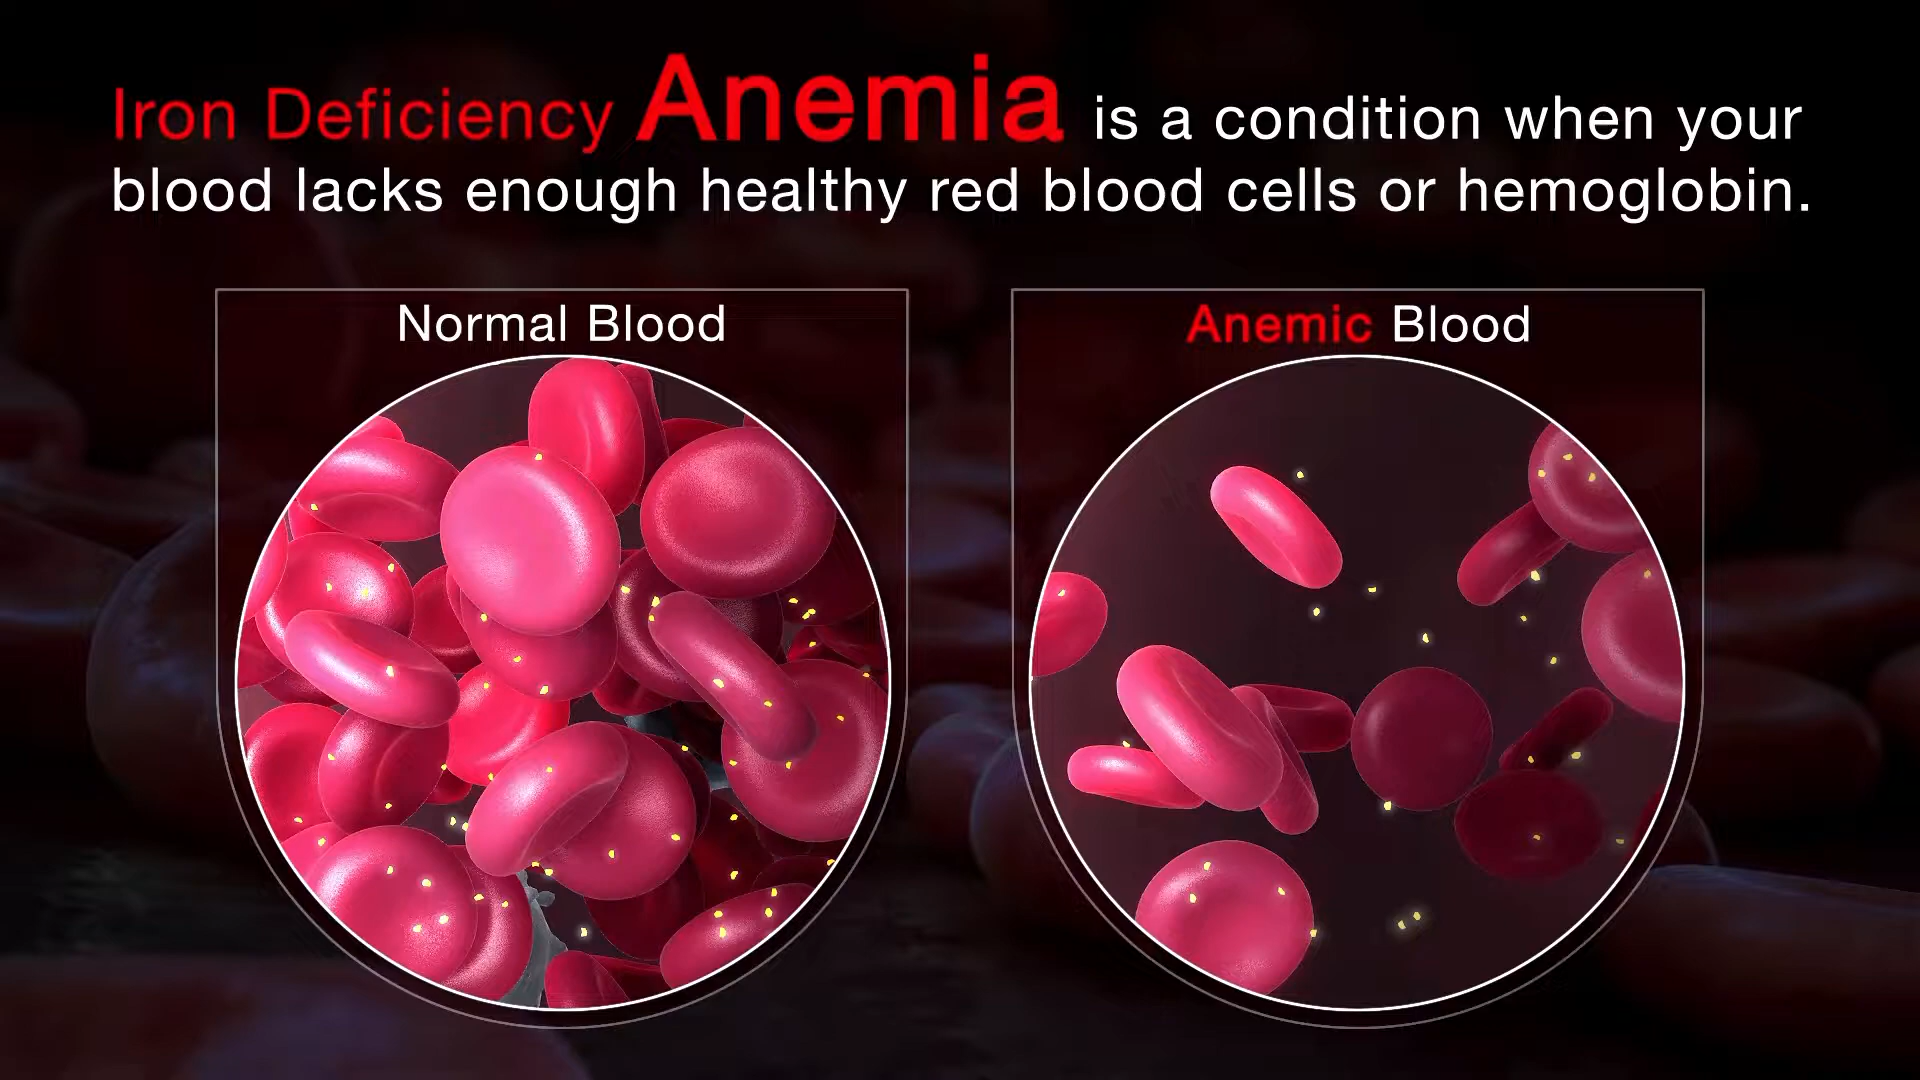 Iron Deficiency Anemia is a condition when your
blood lacks enough healthy red blood cells or hemoglobin.
Normal Blood
Anemic Blood